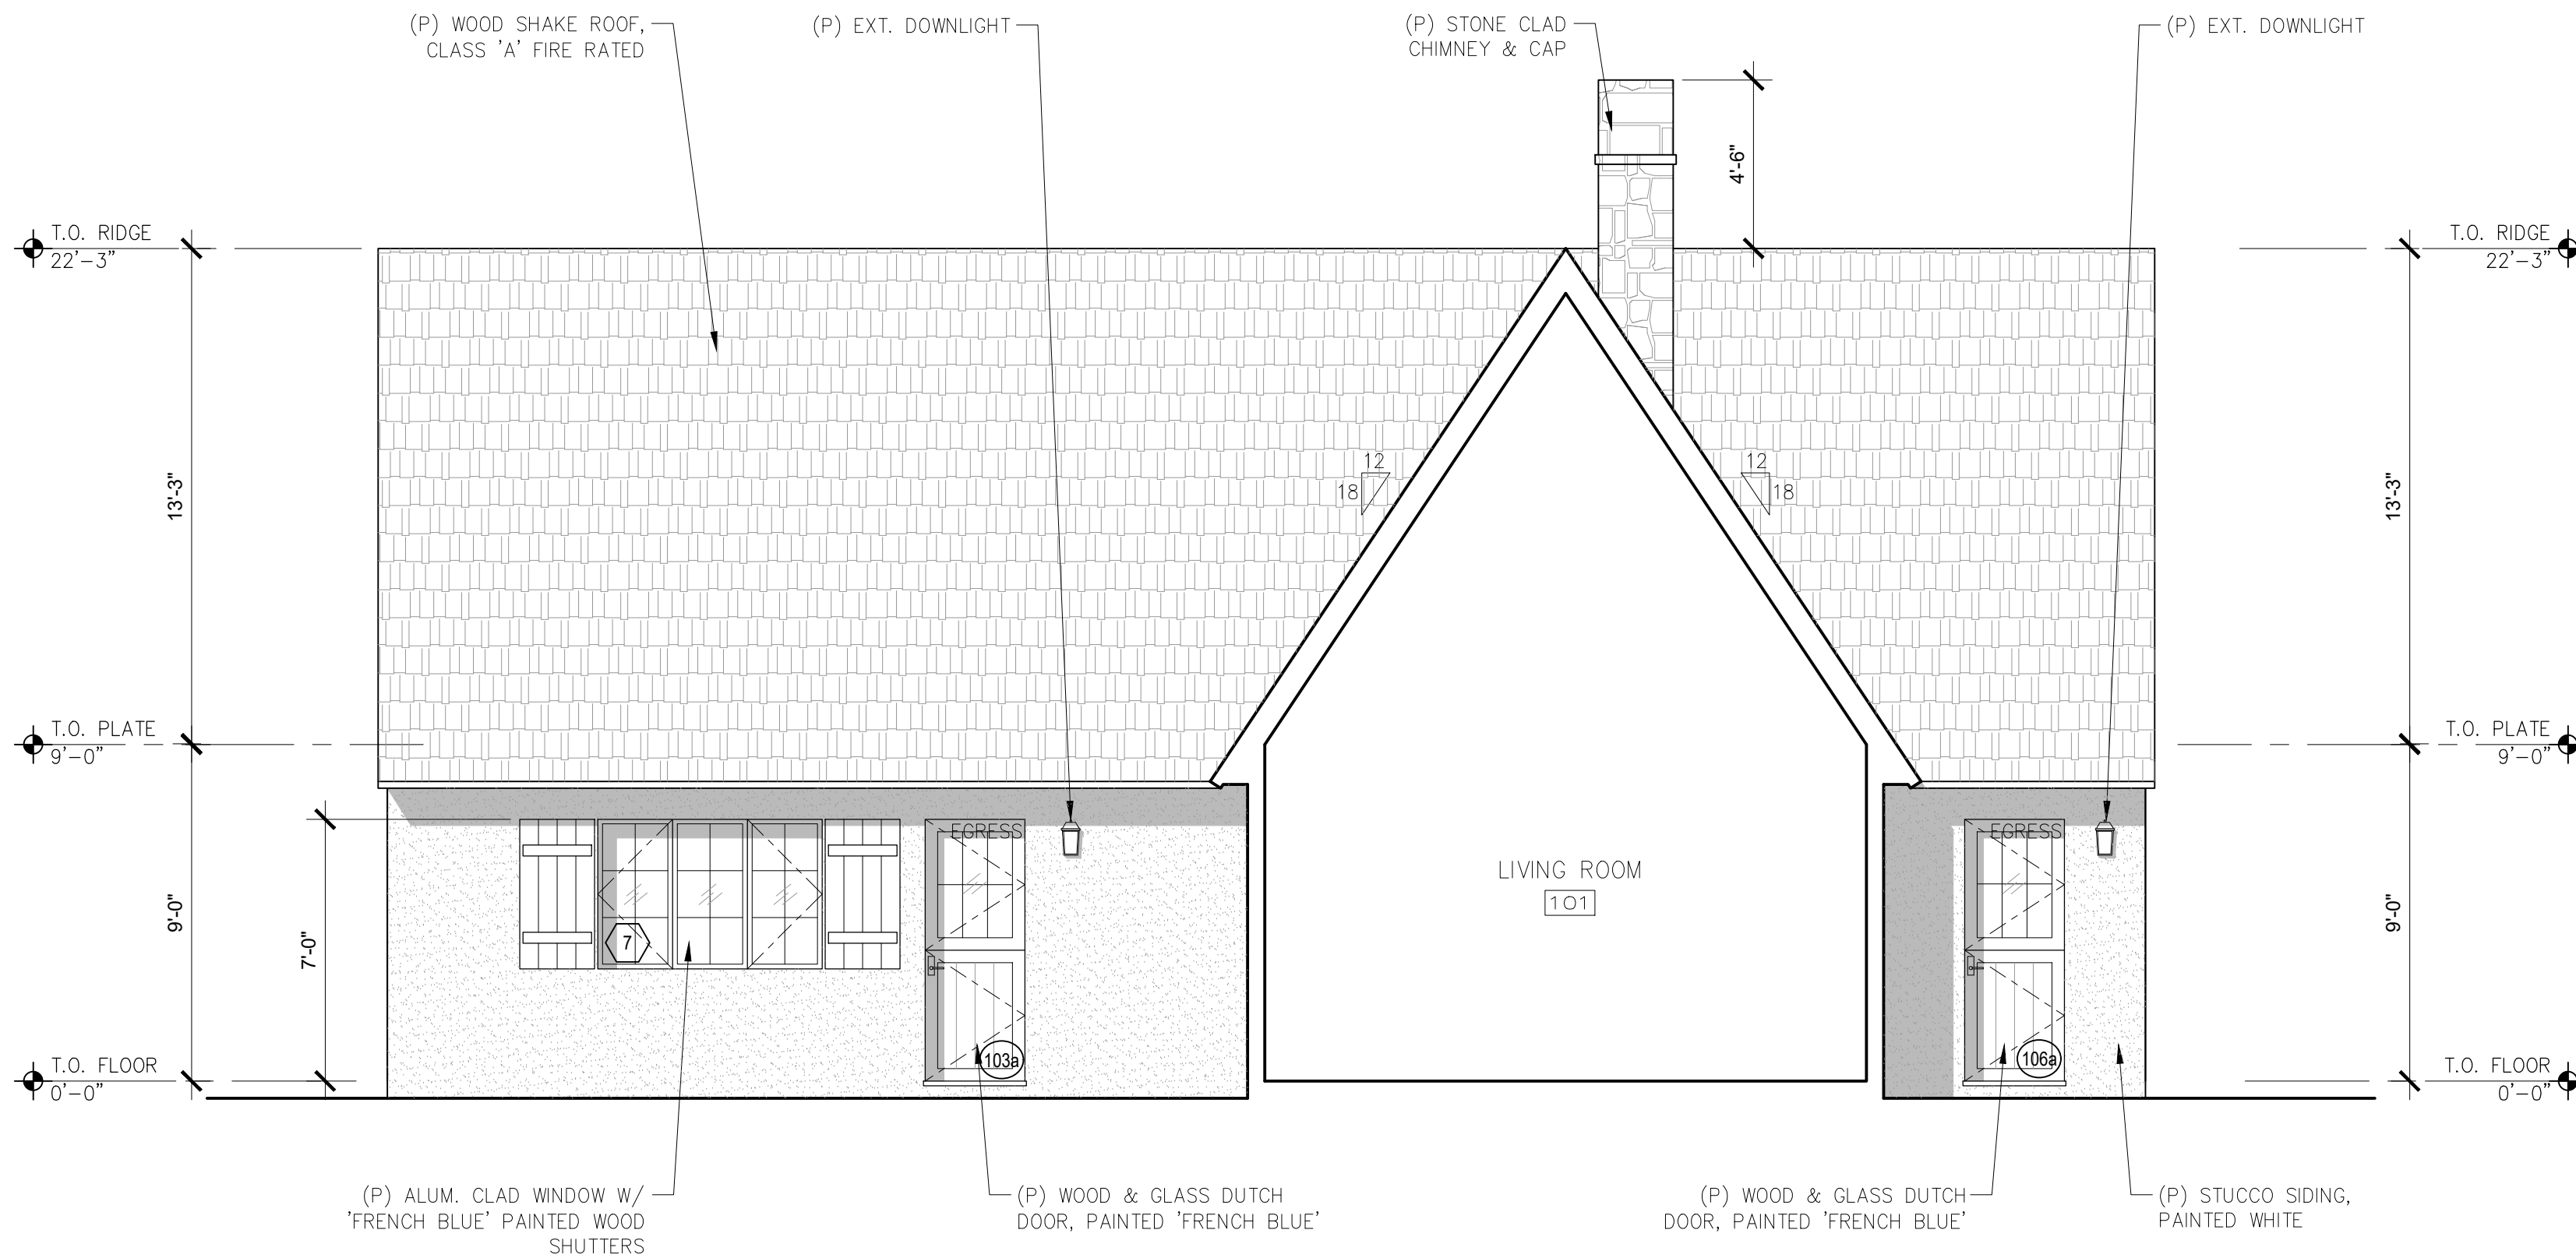 (P) WOOD SHAKE ROOF,
CLASS 'A' FIRE RATED
(P) EXT. DOWNLIGHT
(P) STONE CLAD
CHIMNEY & CAP
(P) EXT. DOWNLIGHT
4'-6"
T.O. RIDGE
22'-3"
T.O. RIDGE
22'-3"
13'-3"
12
18
12
18
13'-3"
T.O. PLATE
9'-0"
T.O. PLATE
9'-0"
EGRESS
EGRESS
LIVING ROOM
101
9'-0"
7'-0"
7
9'-0"
103a
106a
T.O. FLOOR
0'-0"
T.O. FLOOR
0'-0"
(P) ALUM. CLAD WINDOW W/
'FRENCH BLUE' PAINTED WOOD
SHUTTERS
(P) WOOD & GLASS DUTCH
DOOR, PAINTED 'FRENCH BLUE'
(P) WOOD & GLASS DUTCH
DOOR, PAINTED 'FRENCH BLUE'
(P) STUCCO SIDING,
PAINTED WHITE